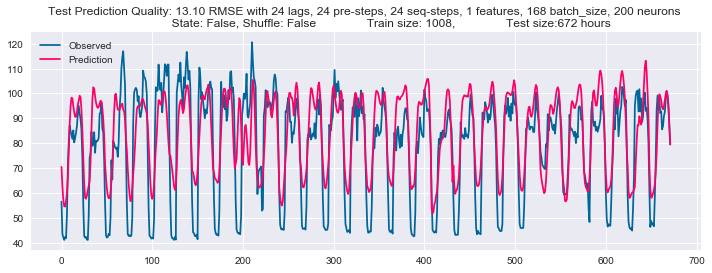 Test Prediction Quality: 13.10 RMSE with 24 lags, 24 pre-steps, 24 seq-steps, 1 features, 168 batch_size, 200 neurons
State: False, Shuffle: False Train size: 1008, Test size:672 hours
Observed
Prediction
120
110
100
90
80
70
60
50
40
0 100 200 300 400 500 600 700